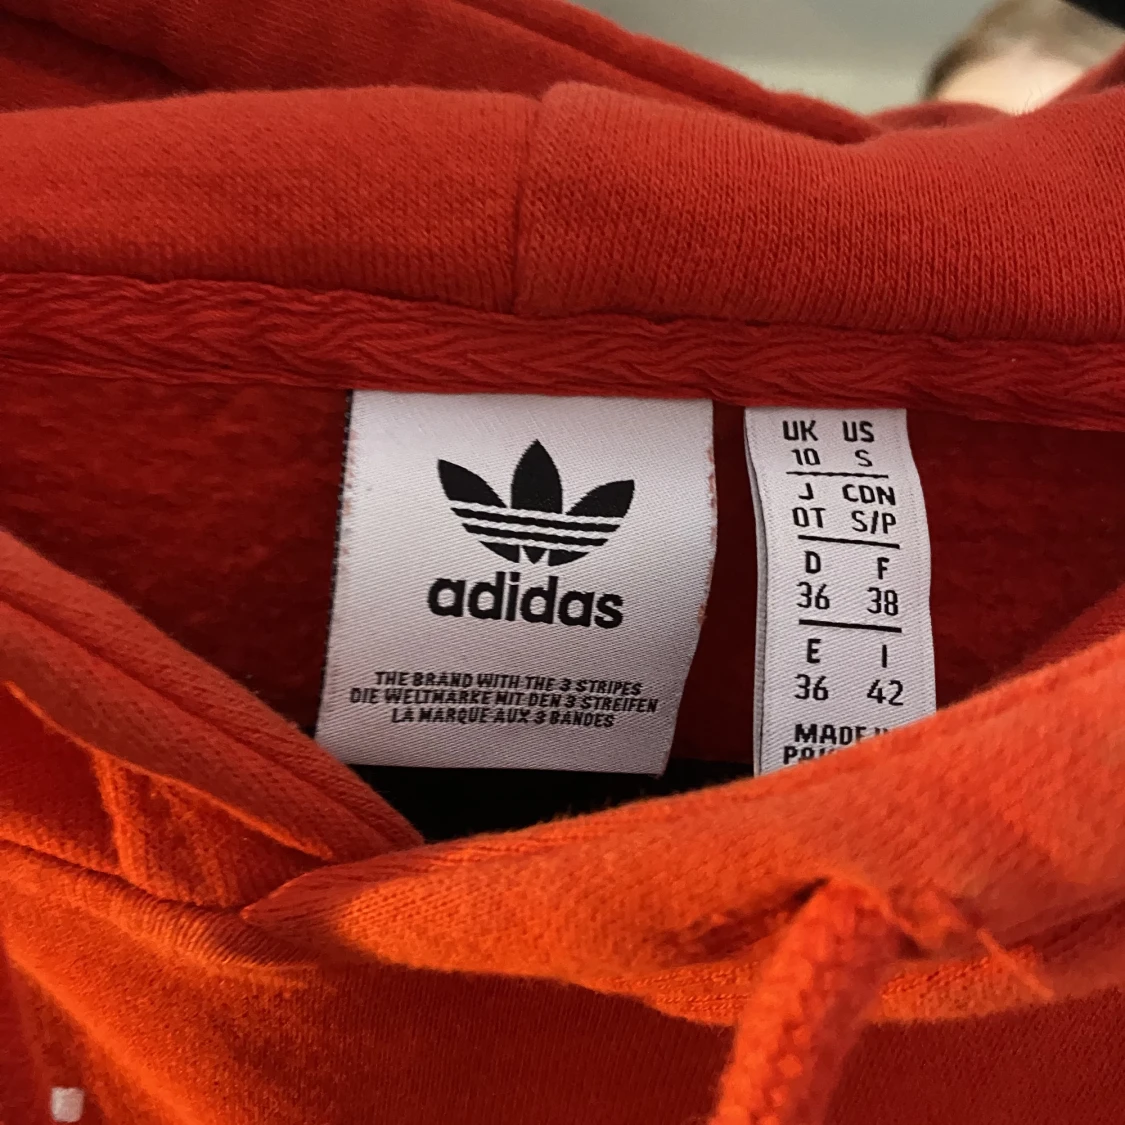 adidas
THE BRAND WITH THE 3 STRIPES
DIE WELTMARKE MIT DEN 3 STREIFEN
LA MARQUE AUX 3 BANDES
UK US
10 S
J CDN
OT S/P
D F
36 38
E I
36 42
MADE